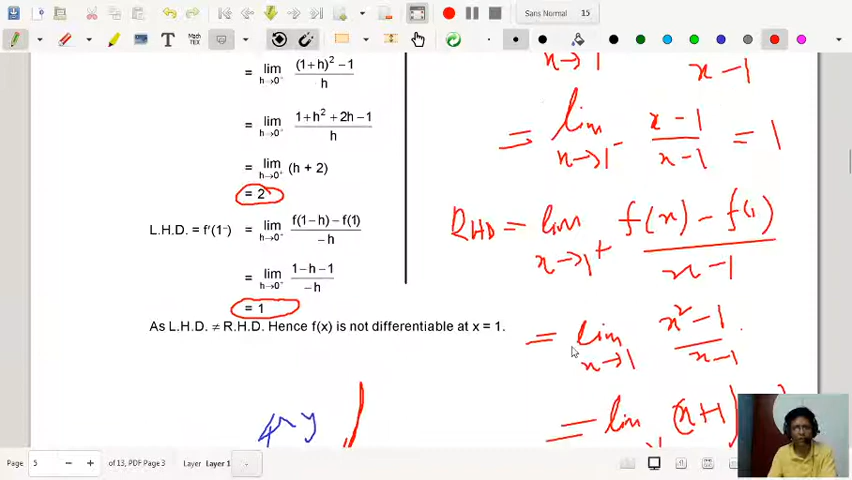 Sans Normal 15
Math TEX
= lim h→0⁺ (1+h)² −1 / h
= lim h→0⁺ 1+h² +2h−1 / h
= lim h→0⁺ (h + 2)
= 2
L.H.D. = f'(1⁻) = lim h→0⁺ f(1−h) − f(1) / −h
= lim h→0⁺ 1−h−1 / −h
= 1
As L.H.D. ≠ R.H.D. Hence f(x) is not differentiable at x = 1.
x→1 x−1
= lim x→1⁻ x−1 / x−1 = 1
RHD = lim x→1⁺ f(x) − f(1) / x−1
= lim x→1 x²−1 / x−1
= lim (x+1)
y
Page 5 of 13, PDF Page 3 Layer Layer 1